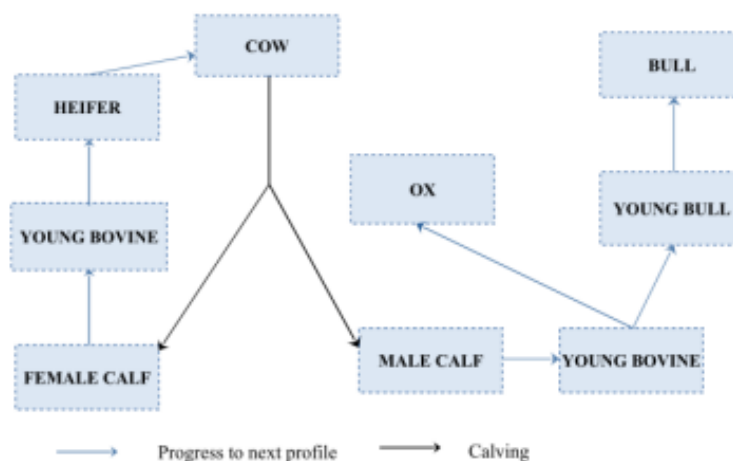 COW
BULL
HEIFER
OX
YOUNG BULL
YOUNG BOVINE
FEMALE CALF
MALE CALF
YOUNG BOVINE
Progress to next profile
Calving